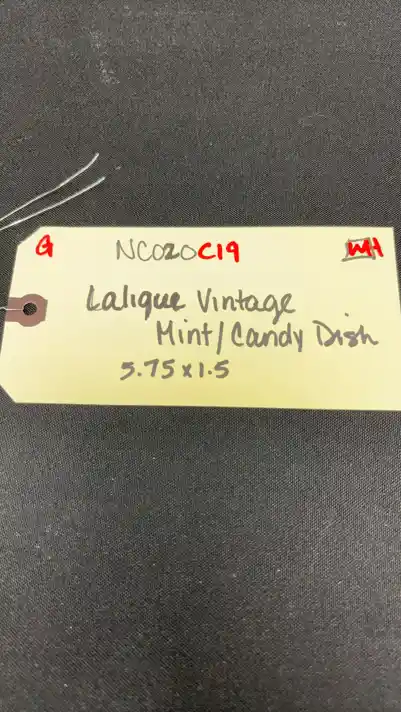 G NC020C19 WH
Lalique Vintage
Mint/Candy Dish
5.75x1.5